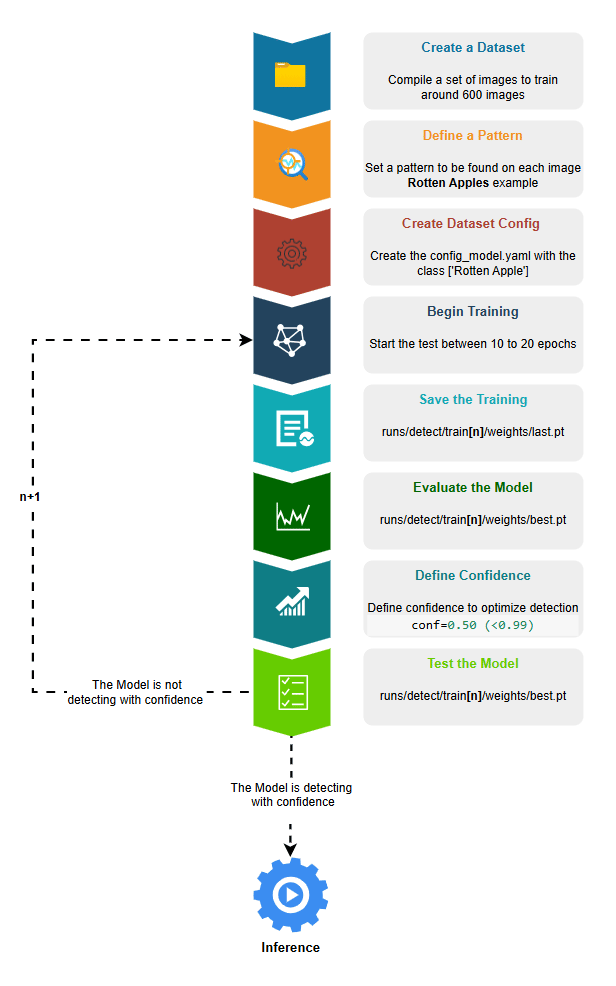 Create a Dataset
Compile a set of images to train
around 600 images
Define a Pattern
Set a pattern to be found on each image
Rotten Apples example
Create Dataset Config
Create the config_model.yaml with the
class ['Rotten Apple']
Begin Training
Start the test between 10 to 20 epochs
Save the Training
runs/detect/train[n]/weights/last.pt
n+1
Evaluate the Model
runs/detect/train[n]/weights/best.pt
Define Confidence
Define confidence to optimize detection
conf=0.50 (<0.99)
Test the Model
runs/detect/train[n]/weights/best.pt
The Model is not
detecting with confidence
The Model is detecting
with confidence
Inference